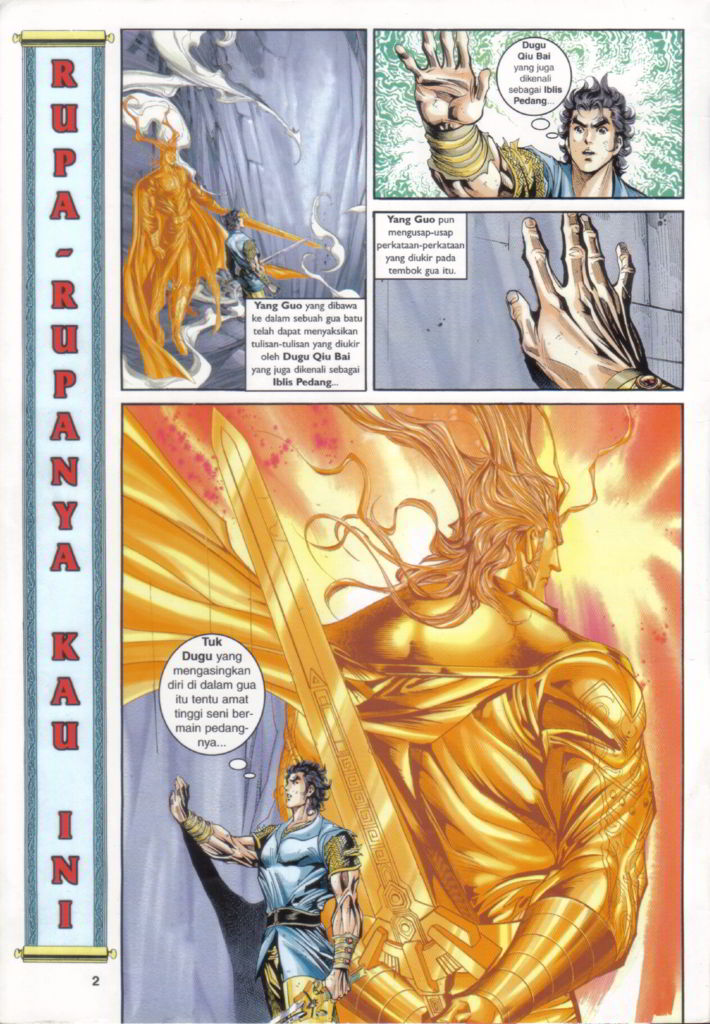 RUPA-RUPANYA KAU INI
Yang Guo yang dibawa
ke dalam sebuah gua batu
telah dapat menyaksikan
tulisan-tulisan yang diukir
oleh Dugu Qiu Bai
yang juga dikenali sebagai
Iblis Pedang...
Dugu
Qiu Bai
yang juga
dikenali
sebagai Iblis
Pedang...
Yang Guo pun
mengusap-usap
perkataan-perkataan
yang diukir pada
tembok gua itu.
Tuk
Dugu yang
mengasingkan
diri di dalam gua
itu tentu amat
tinggi seni ber-
main pedang-
nya...
2